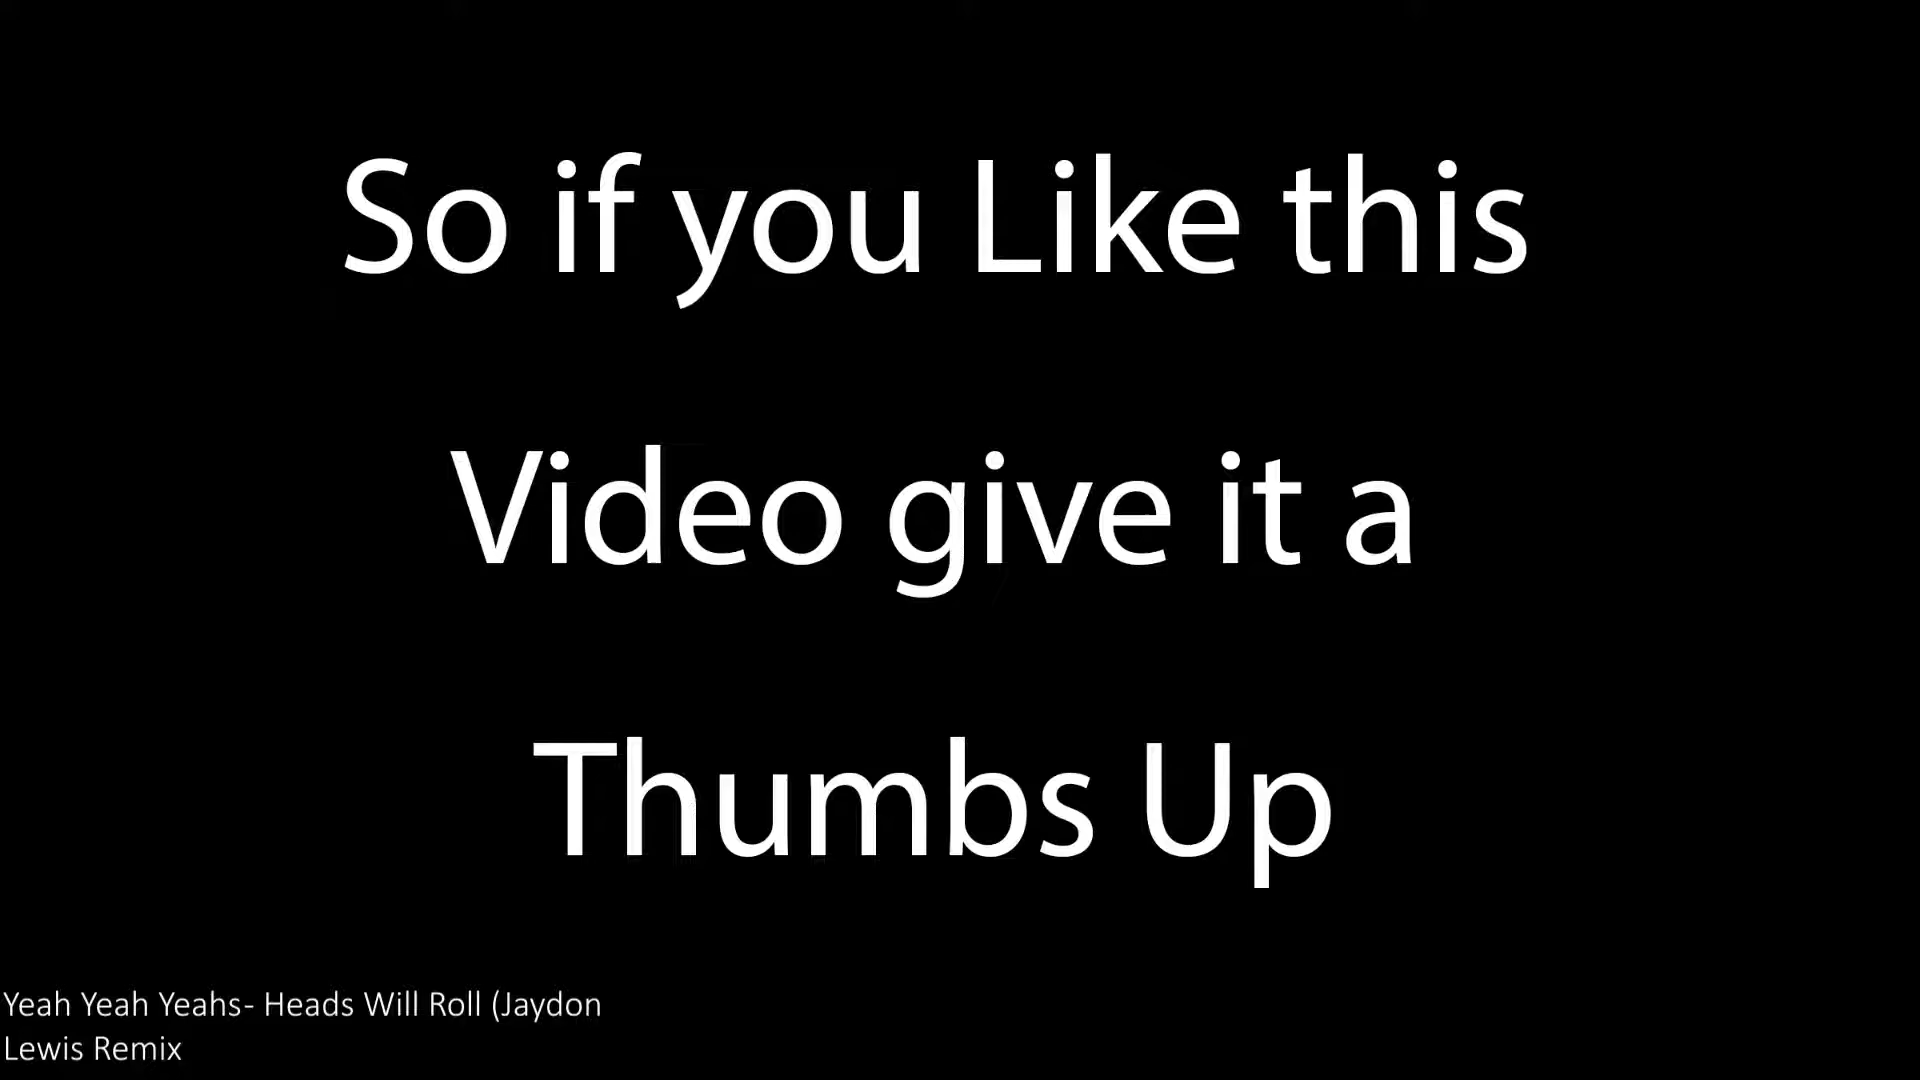 So if you Like this
Video give it a
Thumbs Up
Yeah Yeah Yeahs- Heads Will Roll (Jaydon
Lewis Remix